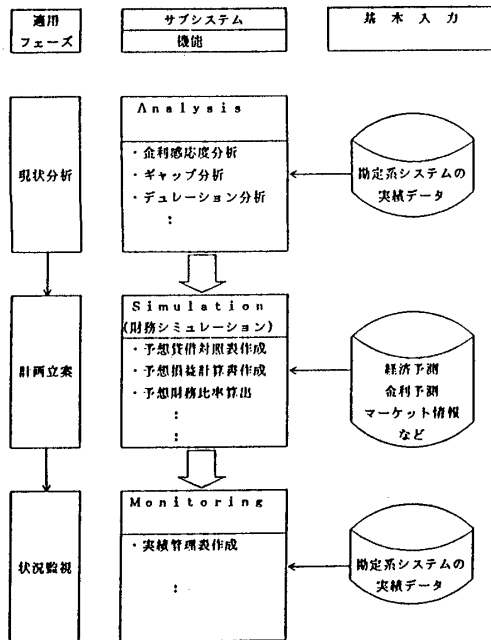 適用
フェーズ
サブシステム
機能
基本入力
現状分析
Analysis
・金利感応度分析
・ギャップ分析
・デュレーション分析
:
勘定系システムの
実績データ
計画立案
Simulation
(財務シミュレーション)
・予想貸借対照表作成
・予想損益計算書作成
・予想財務比率算出
:
:
経済予測
金利予測
マーケット情報
など
状況監視
Monitoring
・実績管理表作成
:
勘定系システムの
実績データ